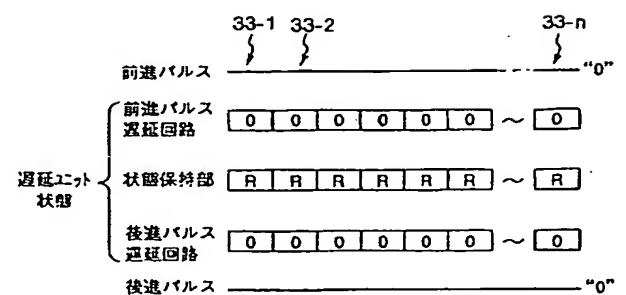 33-1 33-2 33-n
前進パルス “0”
前進パルス
遅延回路 0 0 0 0 0 0 ～ 0
遅延ユニット
状態
状態保持部 R R R R R R ～ R
後進パルス
遅延回路 0 0 0 0 0 0 ～ 0
後進パルス “0”